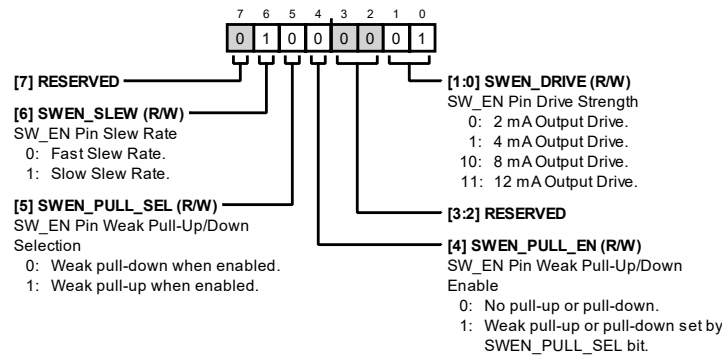 7 6 5 4 3 2 1 0
0 1 0 0 0 0 0 1
[7] RESERVED
[6] SWEN_SLEW (R/W)
SW_EN Pin Slew Rate
0: Fast Slew Rate.
1: Slow Slew Rate.
[5] SWEN_PULL_SEL (R/W)
SW_EN Pin Weak Pull-Up/Down
Selection
0: Weak pull-down when enabled.
1: Weak pull-up when enabled.
[1:0] SWEN_DRIVE (R/W)
SW_EN Pin Drive Strength
0: 2 mA Output Drive.
1: 4 mA Output Drive.
10: 8 mA Output Drive.
11: 12 mA Output Drive.
[3:2] RESERVED
[4] SWEN_PULL_EN (R/W)
SW_EN Pin Weak Pull-Up/Down
Enable
0: No pull-up or pull-down.
1: Weak pull-up or pull-down set by
SWEN_PULL_SEL bit.